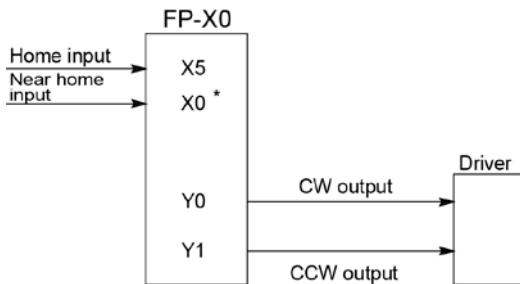 FP-X0
Home input
X5
Near home
input
X0 *
Driver
Y0
CW output
Y1
CCW output